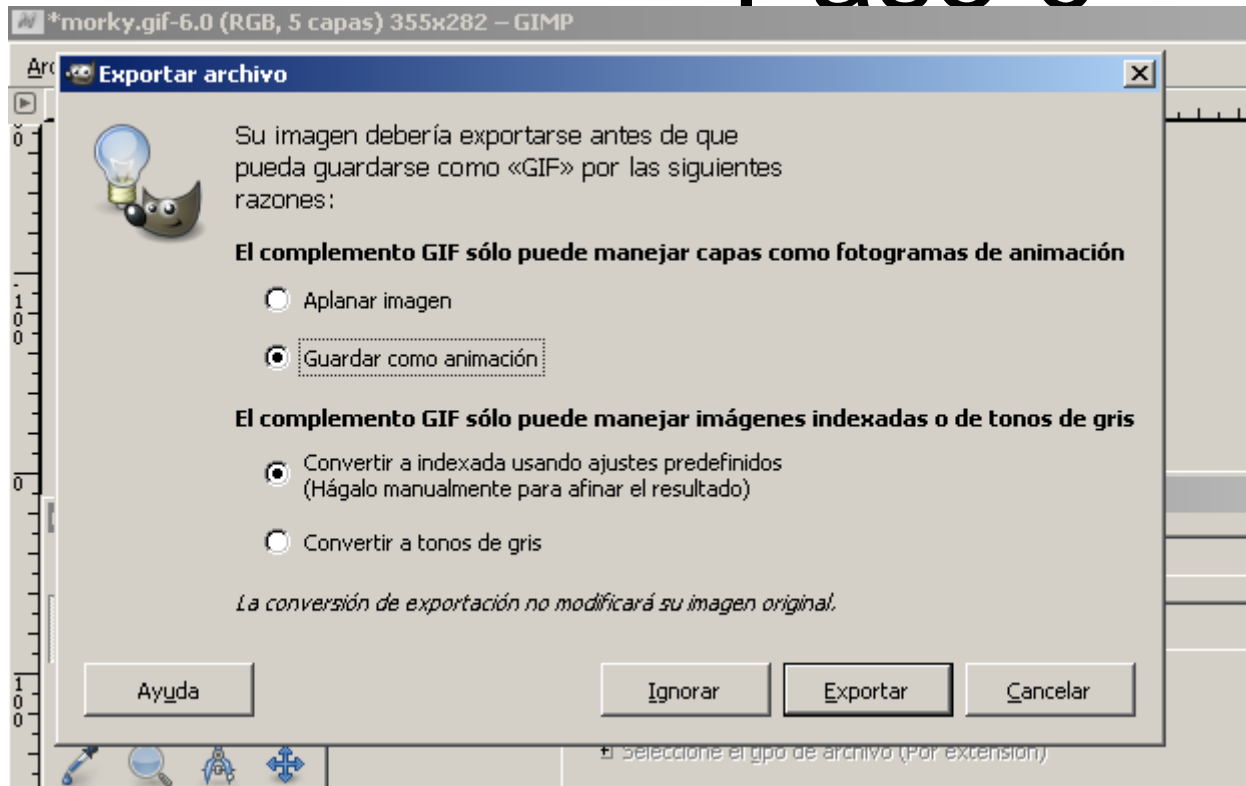 *morky.gif-6.0 (RGB, 5 capas) 355x282 – GIMP
Exportar archivo
Su imagen debería exportarse antes de que
pueda guardarse como «GIF» por las siguientes
razones:
El complemento GIF sólo puede manejar capas como fotogramas de animación
Aplanar imagen
Guardar como animación
El complemento GIF sólo puede manejar imágenes indexadas o de tonos de gris
Convertir a indexada usando ajustes predefinidos
(Hágalo manualmente para afinar el resultado)
Convertir a tonos de gris
La conversión de exportación no modificará su imagen original.
Ayuda
Ignorar
Exportar
Cancelar
Seleccione el tipo de archivo (Por extensión)